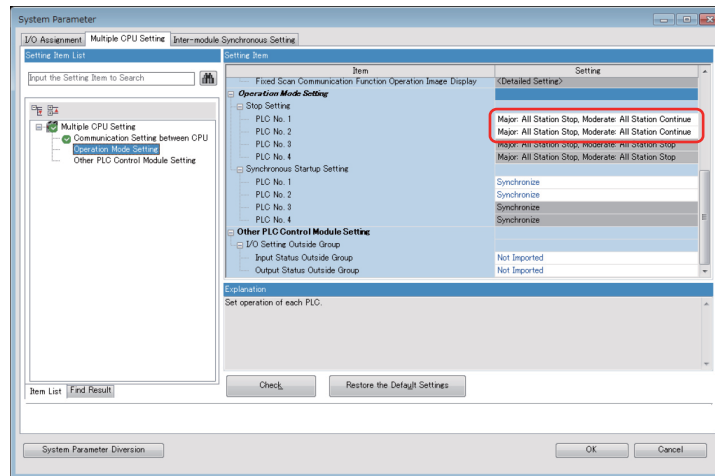 System Parameter
I/O Assignment Multiple CPU Setting Inter-module Synchronous Setting
Setting Item List
Input the Setting Item to Search
Multiple CPU Setting
Communication Setting between CPU
Operation Mode Setting
Other PLC Control Module Setting
Item List Find Result
Setting Item
Item Setting
Fixed Scan Communication Function Operation Image Display <Detailed Setting>
Operation Mode Setting
Stop Setting
PLC No. 1 Major: All Station Stop, Moderate: All Station Continue
PLC No. 2 Major: All Station Stop, Moderate: All Station Continue
PLC No. 3 Major: All Station Stop, Moderate: All Station Stop
PLC No. 4 Major: All Station Stop, Moderate: All Station Stop
Synchronous Startup Setting
PLC No. 1 Synchronize
PLC No. 2 Synchronize
PLC No. 3 Synchronize
PLC No. 4 Synchronize
Other PLC Control Module Setting
I/O Setting Outside Group
Input Status Outside Group Not Imported
Output Status Outside Group Not Imported
Explanation
Set operation of each PLC.
Check Restore the Default Settings
System Parameter Diversion OK Cancel